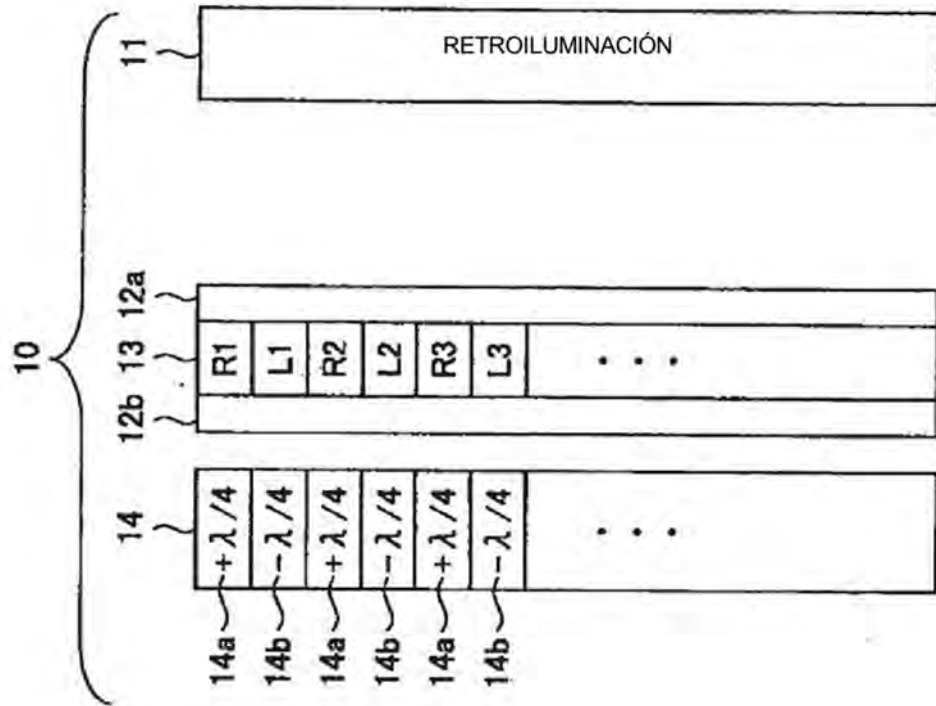 10
14
12b
13
12a
11
14a
+λ/4
R1
RETROILUMINACIÓN
14b
-λ/4
L1
14a
+λ/4
R2
14b
-λ/4
L2
14a
+λ/4
R3
14b
-λ/4
L3